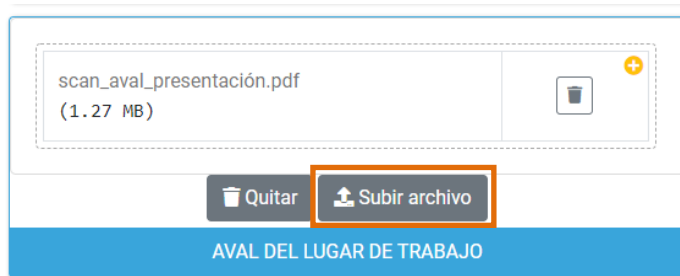 scan_aval_presentación.pdf
(1.27 MB)
Quitar
Subir archivo
AVAL DEL LUGAR DE TRABAJO